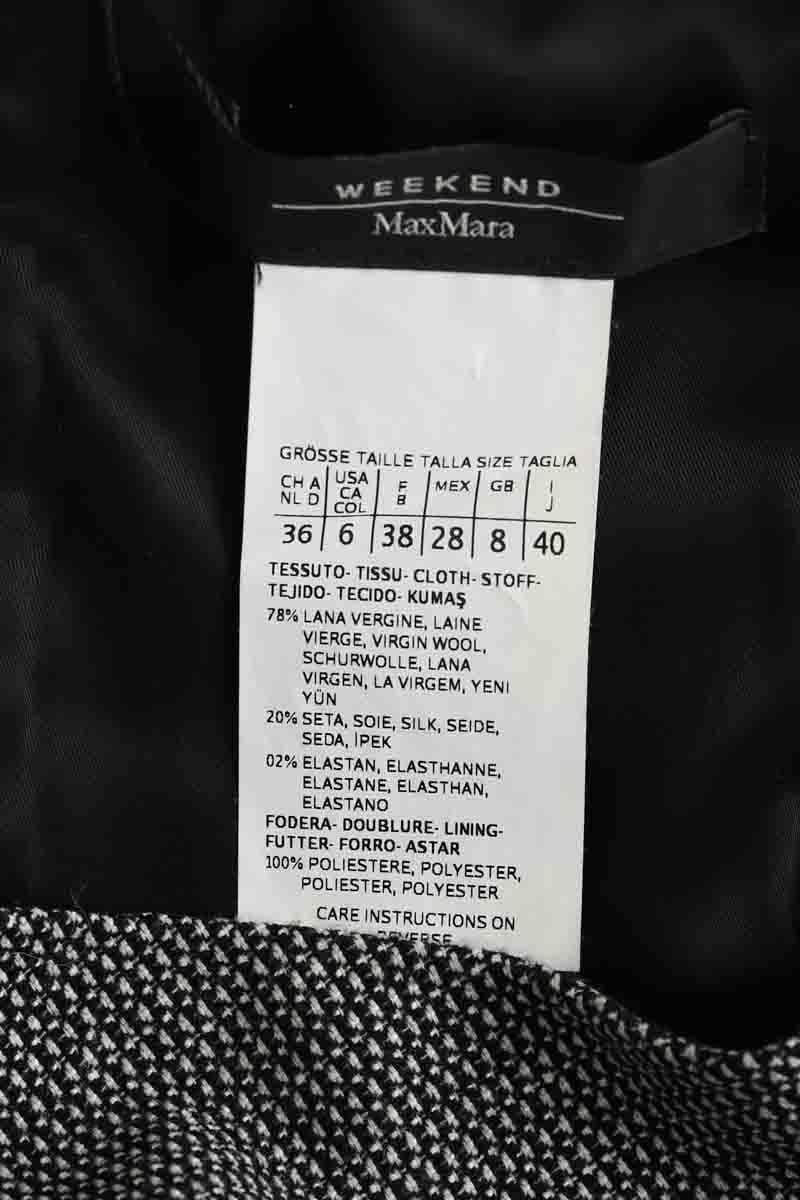 WEEKEND
MaxMara
GRÖSSE TAILLE TALLA SIZE TAGLIA
CH A NL D USA CA COL F B MEX GB I J
36 6 38 28 8 40
TESSUTO- TISSU- CLOTH- STOFF-
TEJIDO- TECIDO- KUMAŞ
78% LANA VERGINE, LAINE
VIERGE, VIRGIN WOOL,
SCHURWOLLE, LANA
VIRGEN, LA VIRGEM, YENI
YÜN
20% SETA, SOIE, SILK, SEIDE,
SEDA, İPEK
02% ELASTAN, ELASTHANNE,
ELASTANE, ELASTHAN,
ELASTANO
FODERA- DOUBLURE- LINING-
FUTTER- FORRO- ASTAR
100% POLIESTERE, POLYESTER,
POLIESTER, POLYESTER
CARE INSTRUCTIONS ON
REVERSE